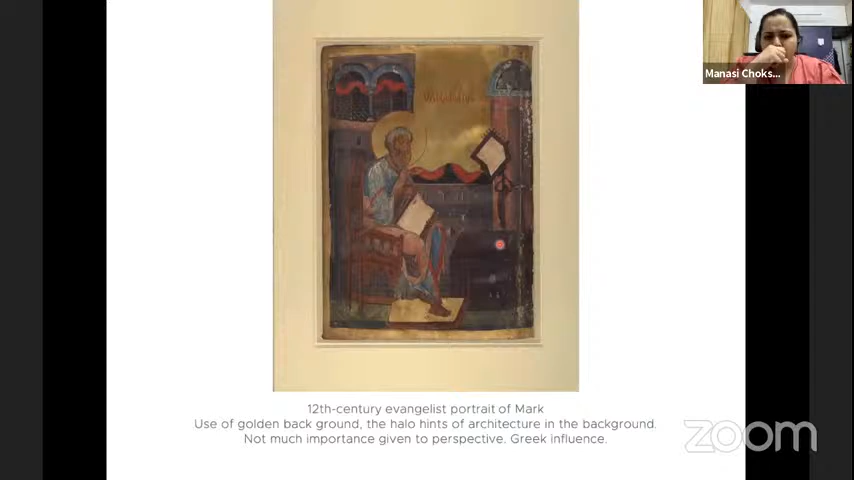 Manasi Choks...
12th-century evangelist portrait of Mark
Use of golden back ground, the halo hints of architecture in the background.
Not much importance given to perspective. Greek influence.
zoom